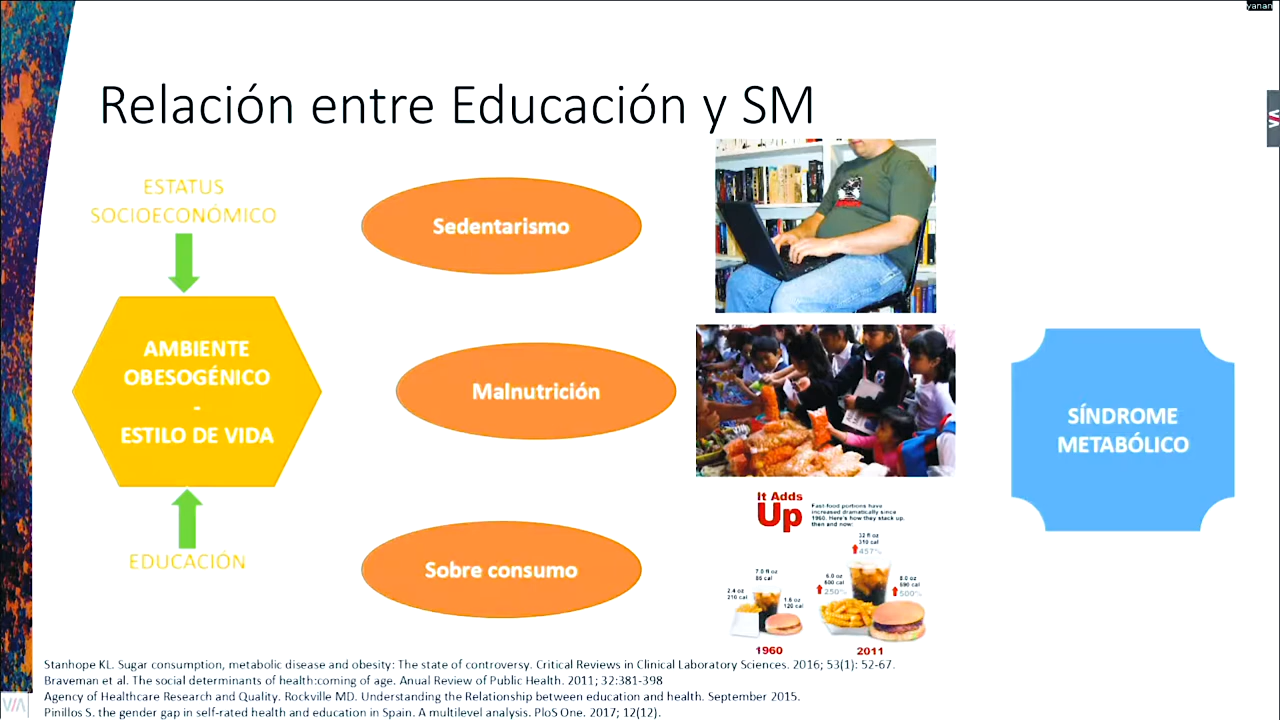 yanan
Relación entre Educación y SM
ESTATUS
SOCIOECONÓMICO
AMBIENTE
OBESOGÉNICO
-
ESTILO DE VIDA
EDUCACIÓN
Sedentarismo
Malnutrición
Sobre consumo
It Adds
Up
Fast-food portions have
increased dramatically since
1960. Here's how they stack up,
then and now:
32 fl oz
310 cal
457%
7.0 fl oz
86 cal
2.4 oz
210 cal
1.6 oz
120 cal
6.0 oz
600 cal
250%
8.0 oz
590 cal
500%
1960
2011
SÍNDROME
METABÓLICO
Stanhope KL. Sugar consumption, metabolic disease and obesity: The state of controversy. Critical Reviews in Clinical Laboratory Sciences. 2016; 53(1): 52-67.
Braveman et al. The social determinants of health:coming of age. Anual Review of Public Health. 2011; 32:381-398
Agency of Healthcare Research and Quality. Rockville MD. Understanding the Relationship between education and health. September 2015.
Pinillos S. the gender gap in self-rated health and education in Spain. A multilevel analysis. PloS One. 2017; 12(12).